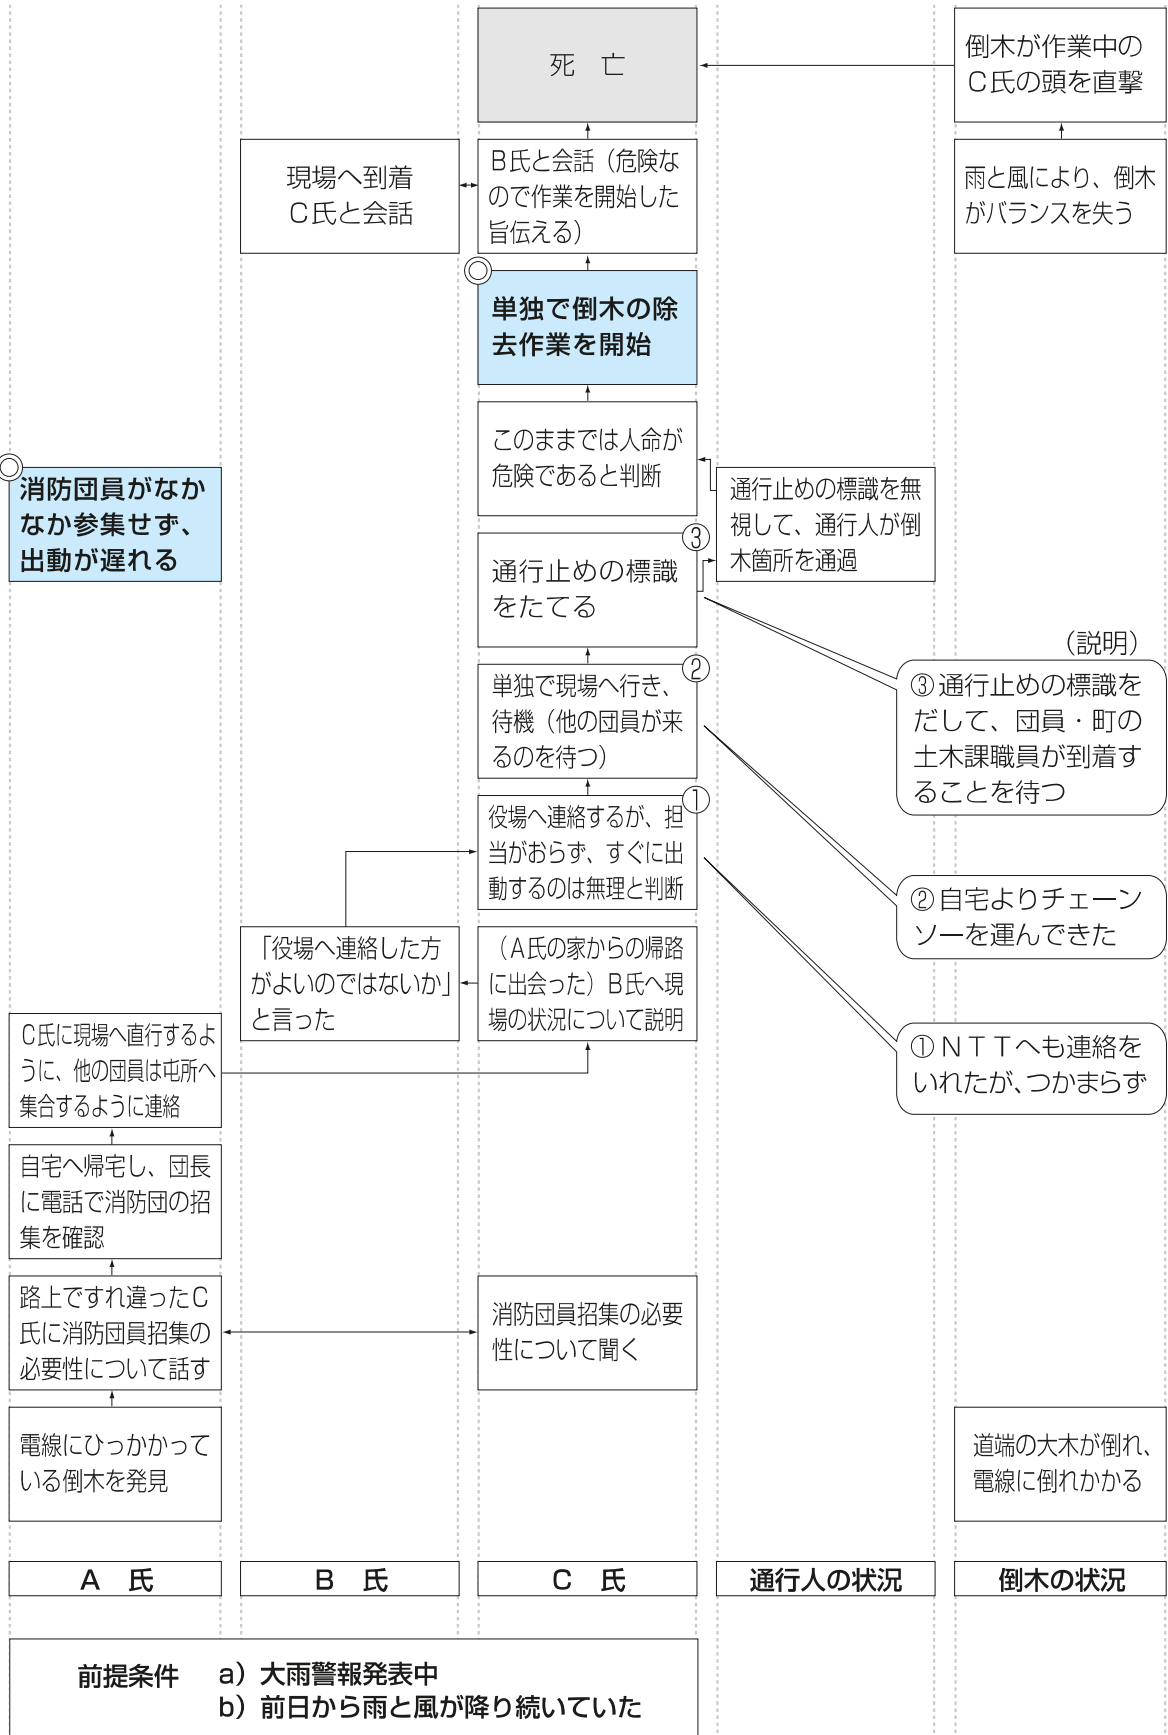 死　亡
倒木が作業中の
Ｃ氏の頭を直撃
現場へ到着
Ｃ氏と会話
Ｂ氏と会話（危険な
ので作業を開始した
旨伝える）
雨と風により、倒木
がバランスを失う
◎
単独で倒木の除
去作業を開始
このままでは人命が
危険であると判断
◎
消防団員がなか
なか参集せず、
出動が遅れる
通行止めの標識を無
視して、通行人が倒
木箇所を通過
③
通行止めの標識
をたてる
（説明）
③通行止めの標識を
だして、団員・町の
土木課職員が到着す
ることを待つ
②
単独で現場へ行き、
待機（他の団員が来
るのを待つ）
①
役場へ連絡するが、担
当がおらず、すぐに出
動するのは無理と判断
②自宅よりチェーン
ソーを運んできた
「役場へ連絡した方
がよいのではないか」
と言った
（Ａ氏の家からの帰路
に出会った）Ｂ氏へ現
場の状況について説明
①ＮＴＴへも連絡を
いれたが、つかまらず
Ｃ氏に現場へ直行するよ
うに、他の団員は屯所へ
集合するように連絡
自宅へ帰宅し、団長
に電話で消防団の招
集を確認
路上ですれ違ったＣ
氏に消防団員招集の
必要性について話す
消防団員招集の必要
性について聞く
電線にひっかかって
いる倒木を発見
道端の大木が倒れ、
電線に倒れかかる
Ａ　氏
Ｂ　氏
Ｃ　氏
通行人の状況
倒木の状況
前提条件　a）大雨警報発表中
b）前日から雨と風が降り続いていた